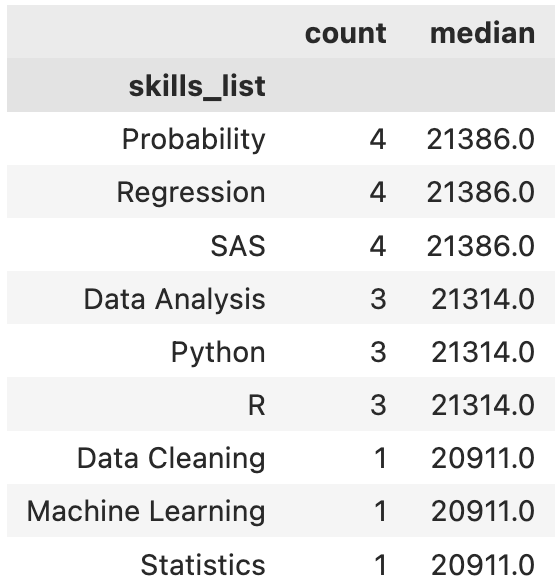 count median
skills_list
Probability 4 21386.0
Regression 4 21386.0
SAS 4 21386.0
Data Analysis 3 21314.0
Python 3 21314.0
R 3 21314.0
Data Cleaning 1 20911.0
Machine Learning 1 20911.0
Statistics 1 20911.0